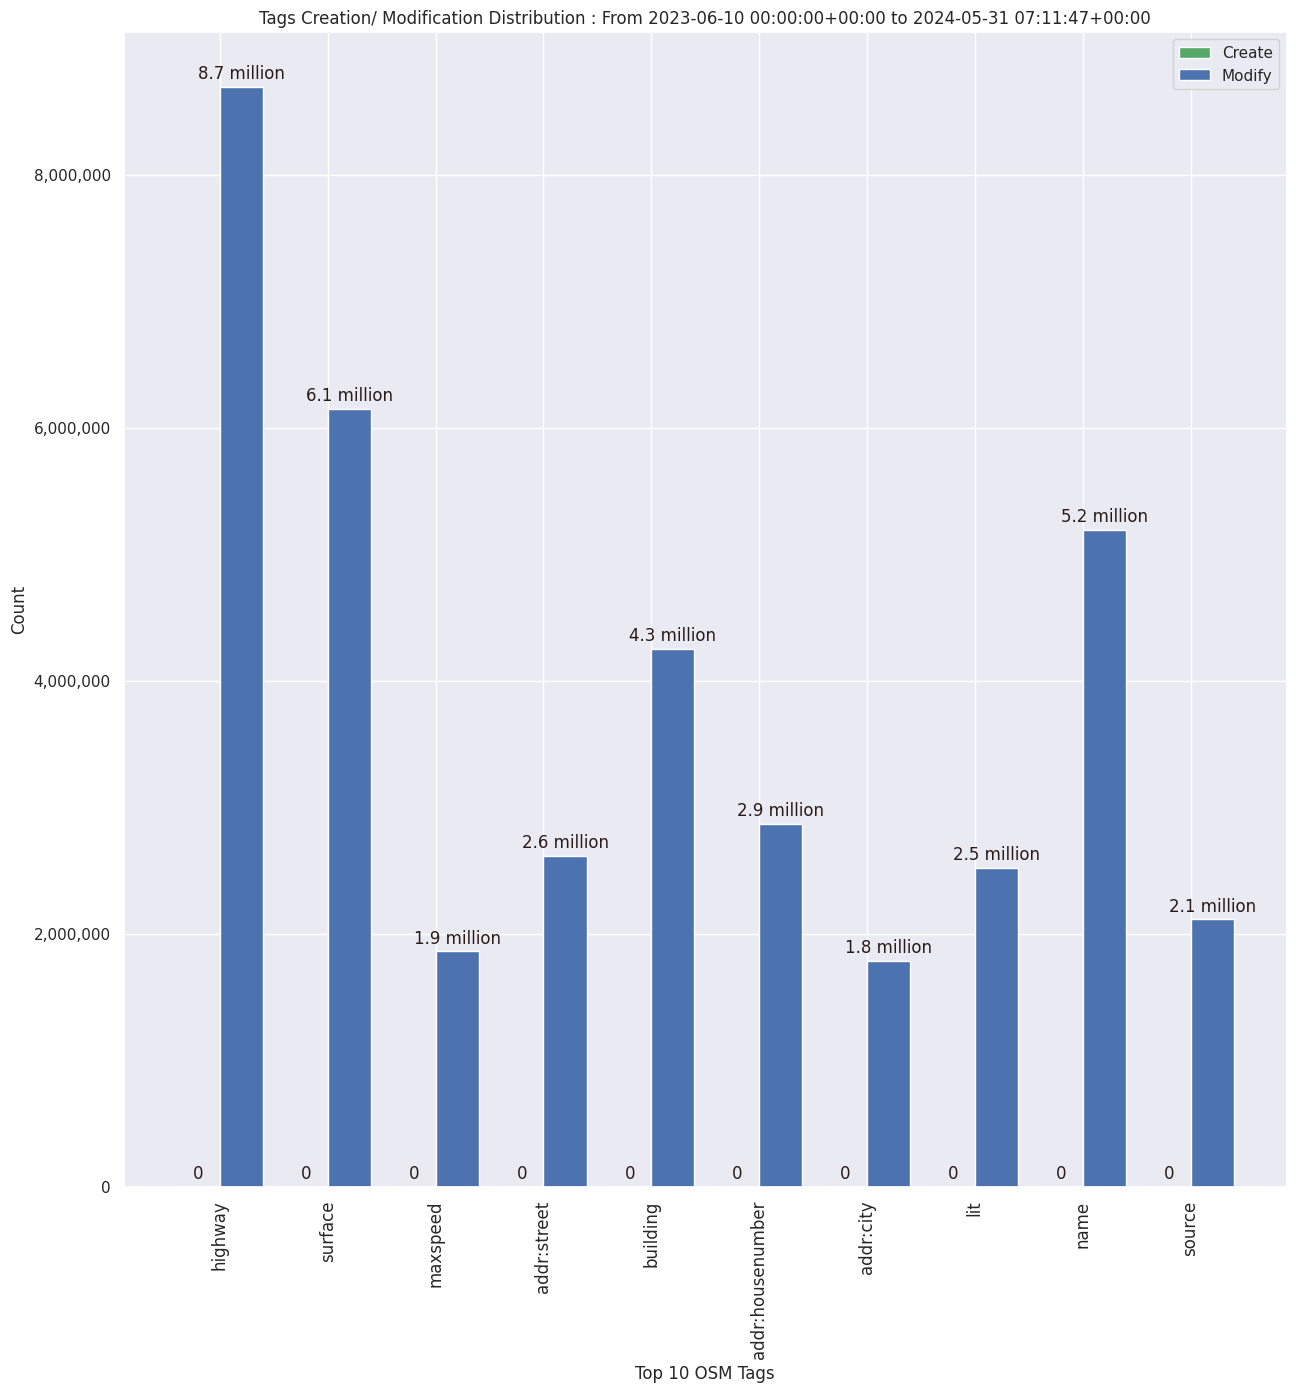 Tags Creation/ Modification Distribution : From 2023-06-10 00:00:00+00:00 to 2024-05-31 07:11:47+00:00
Create
Modify
8.7 million
6.1 million
1.9 million
2.6 million
4.3 million
2.9 million
1.8 million
2.5 million
5.2 million
2.1 million
8,000,000
6,000,000
4,000,000
2,000,000
0
Count
0
0
0
0
0
0
0
0
0
0
highway
surface
maxspeed
addr:street
building
addr:housenumber
addr:city
lit
name
source
Top 10 OSM Tags